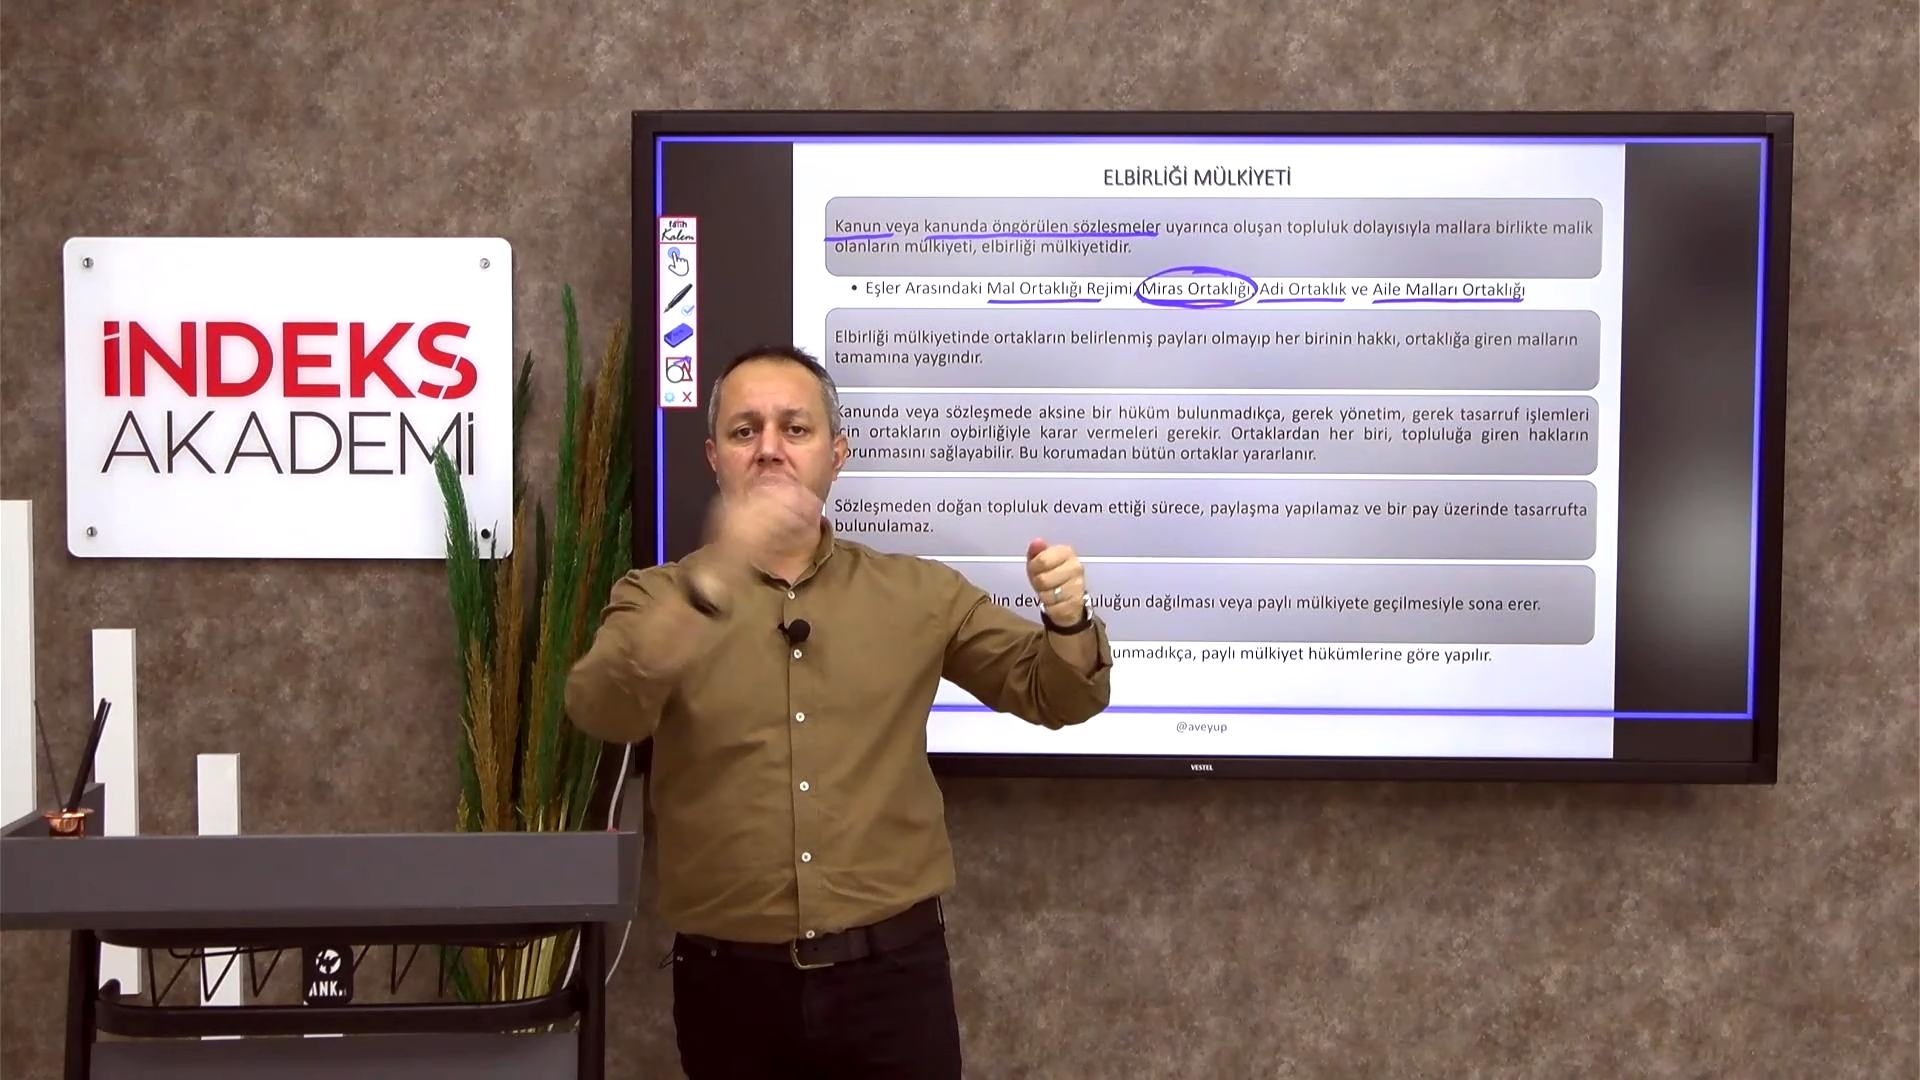 İNDEKS
AKADEMİ
fatih
Kalem
ELBİRLİĞİ MÜLKİYETİ
Kanun veya kanunda öngörülen sözleşmeler uyarınca oluşan topluluk dolayısıyla mallara birlikte malik
olanların mülkiyeti, elbirliği mülkiyetidir.
• Eşler Arasındaki Mal Ortaklığı Rejimi, Miras Ortaklığı, Adi Ortaklık ve Aile Malları Ortaklığı
Elbirliği mülkiyetinde ortakların belirlenmiş payları olmayıp her birinin hakkı, ortaklığa giren malların
tamamına yaygındır.
Kanunda veya sözleşmede aksine bir hüküm bulunmadıkça, gerek yönetim, gerek tasarruf işlemleri
ortakların oybirliğiyle karar vermeleri gerekir. Ortaklardan her biri, topluluğa giren hakların
korunmasını sağlayabilir. Bu korumadan bütün ortaklar yararlanır.
Sözleşmeden doğan topluluk devam ettiği sürece, paylaşma yapılamaz ve bir pay üzerinde tasarrufta
bulunulamaz.
dağılması veya paylı mülkiyete geçilmesiyle sona erer.
paylı mülkiyet hükümlerine göre yapılır.
@aveyup
VESTEL